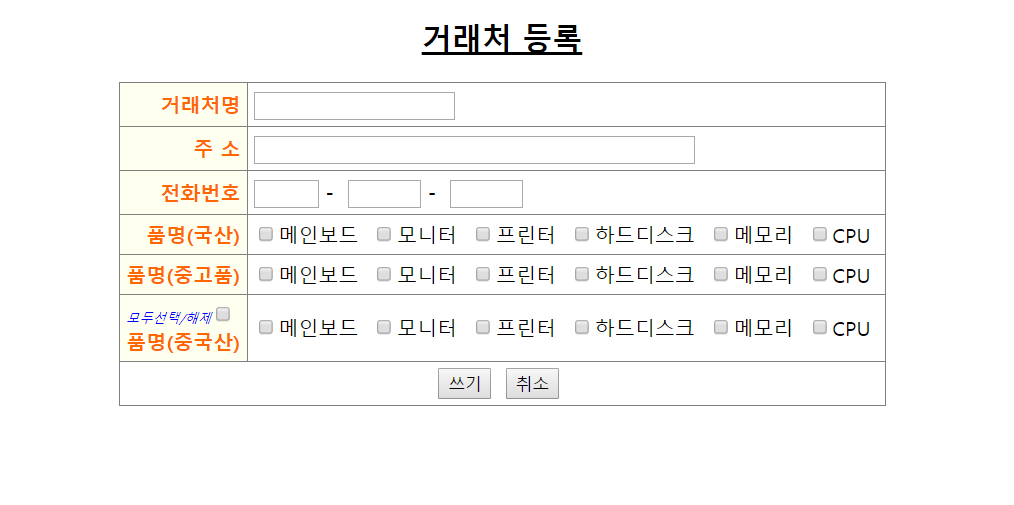 거래처 등록
거래처명
주 소
전화번호 - -
품명(국산) 메인보드 모니터 프린터 하드디스크 메모리 CPU
품명(중고품) 메인보드 모니터 프린터 하드디스크 메모리 CPU
모두선택/해제
품명(중국산) 메인보드 모니터 프린터 하드디스크 메모리 CPU
쓰기 취소